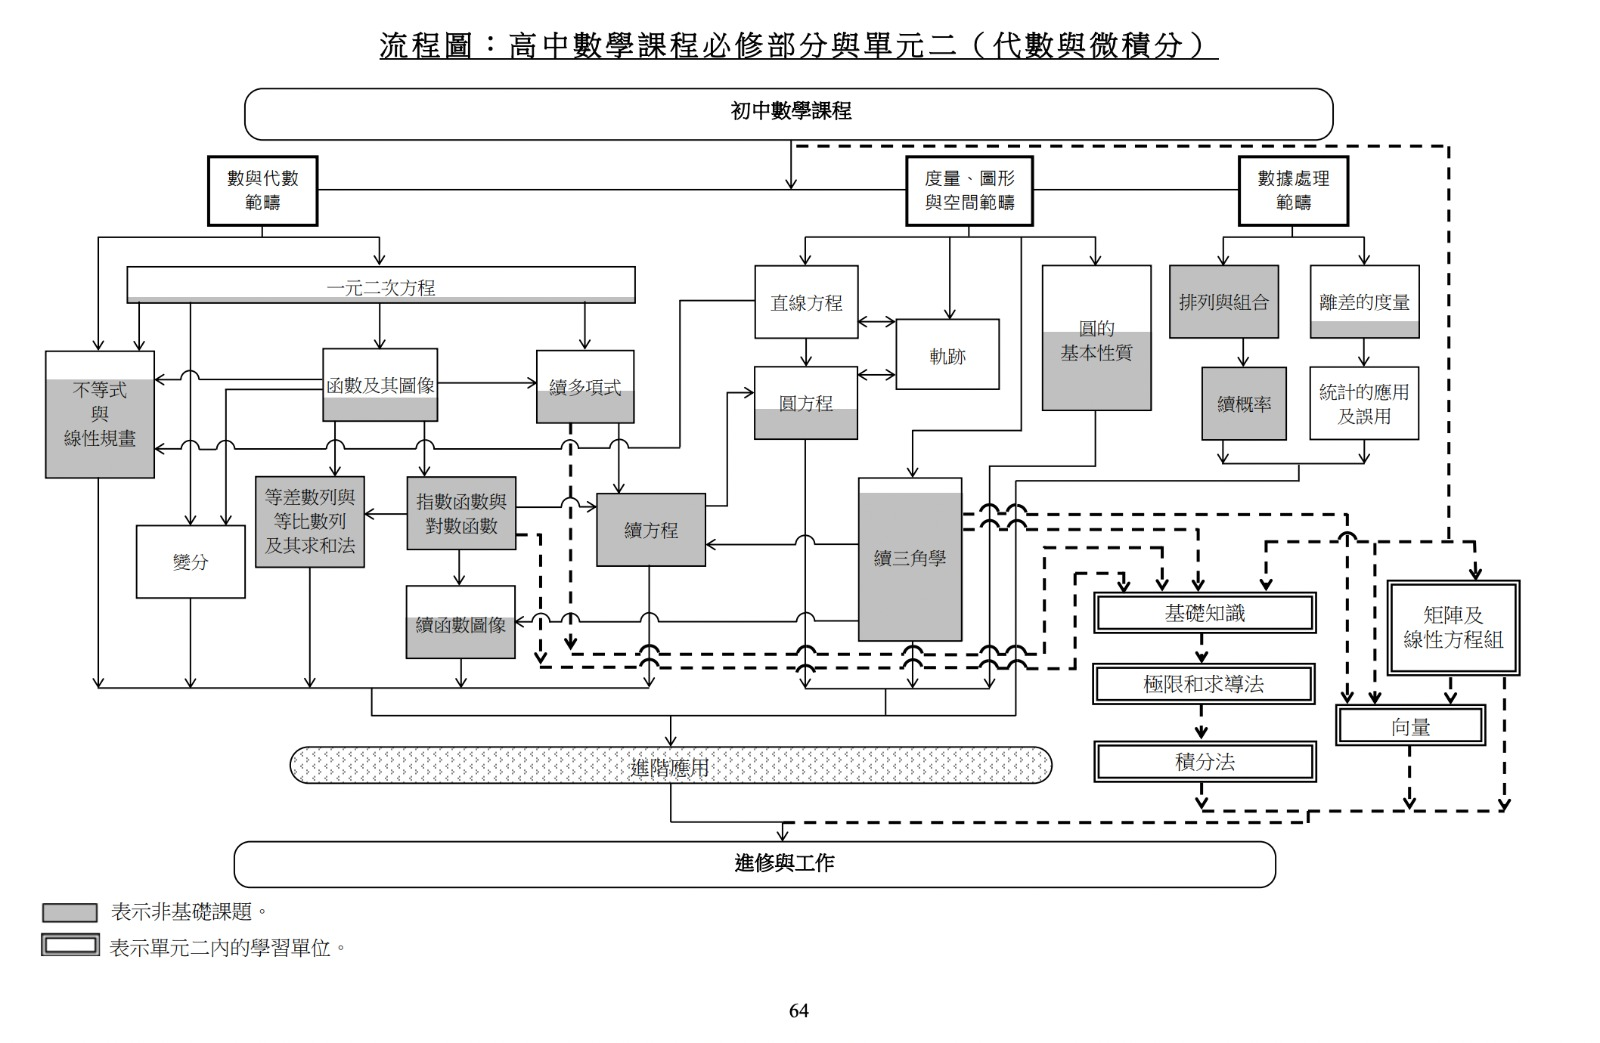 流程圖：高中數學課程必修部分與單元二（代數與微積分）
初中數學課程
數與代數
範疇
度量、圖形
與空間範疇
數據處理
範疇
一元二次方程
直線方程
軌跡
圓的
基本性質
排列與組合
離差的度量
不等式
與
線性規畫
函數及其圖像
續多項式
圓方程
續概率
統計的應用
及誤用
等差數列與
等比數列
及其求和法
指數函數與
對數函數
續方程
續三角學
變分
續函數圖像
基礎知識
矩陣及
線性方程組
極限和求導法
向量
積分法
進階應用
進修與工作
表示非基礎課題。
表示單元二內的學習單位。
64